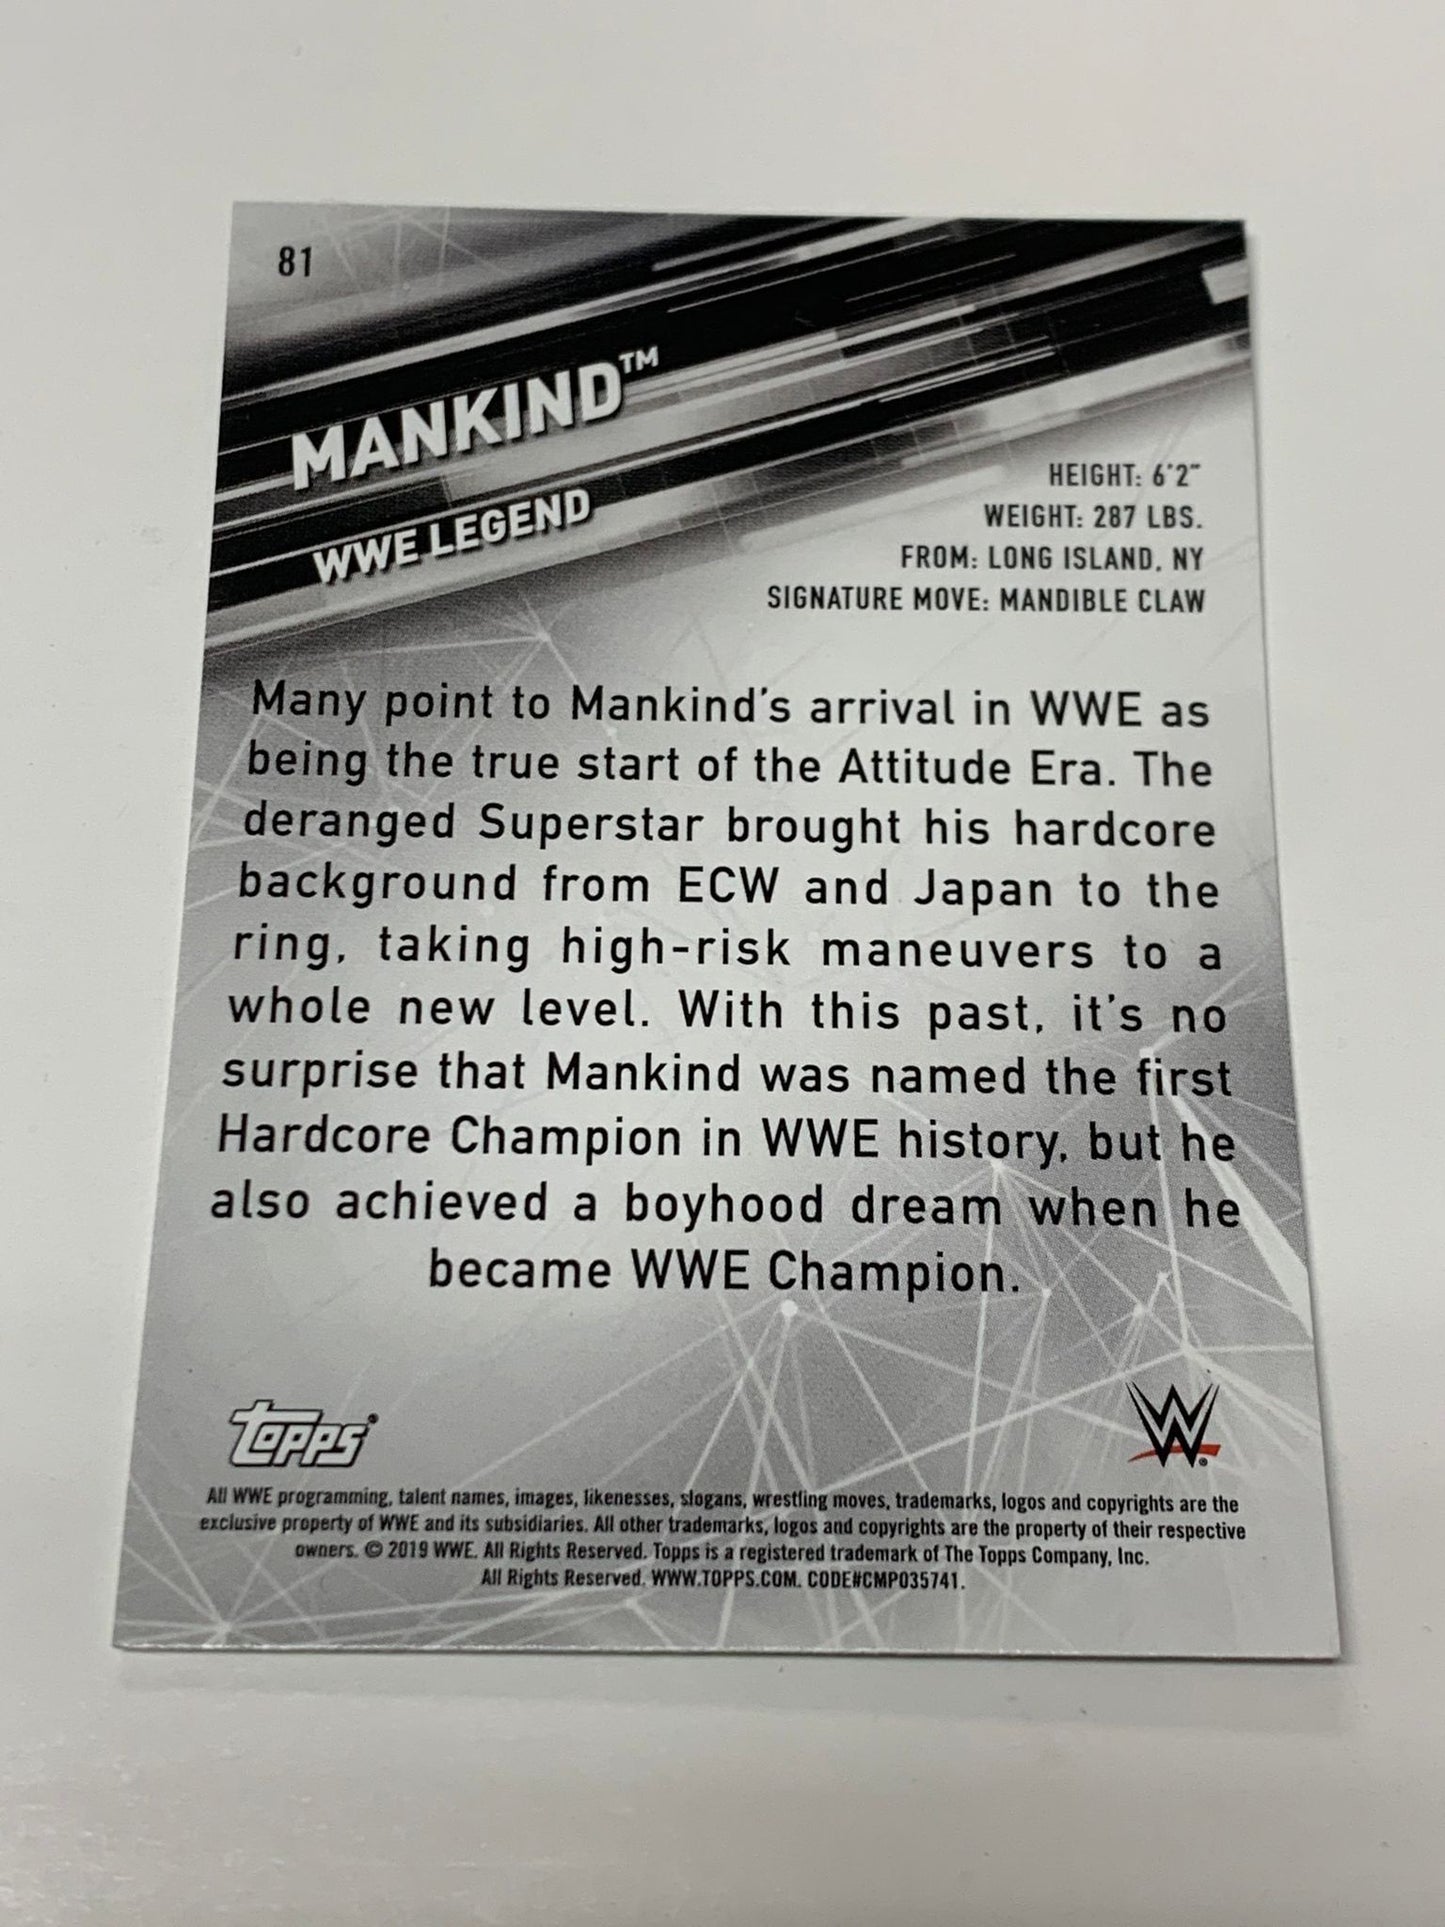 81
MANKIND™
WWE LEGEND
HEIGHT: 6'2"
WEIGHT: 287 LBS.
FROM: LONG ISLAND, NY
SIGNATURE MOVE: MANDIBLE CLAW
Many point to Mankind's arrival in WWE as
being the true start of the Attitude Era. The
deranged Superstar brought his hardcore
background from ECW and Japan to the
ring, taking high-risk maneuvers to a
whole new level. With this past, it's no
surprise that Mankind was named the first
Hardcore Champion in WWE history, but he
also achieved a boyhood dream when he
became WWE Champion.
Topps®
W®
All WWE programming, talent names, images, likenesses, slogans, wrestling moves, trademarks, logos and copyrights are the
exclusive property of WWE and its subsidiaries. All other trademarks, logos and copyrights are the property of their respective
owners. © 2019 WWE. All Rights Reserved. Topps is a registered trademark of The Topps Company, Inc.
All Rights Reserved. WWW.TOPPS.COM. CODE#CMP035741.